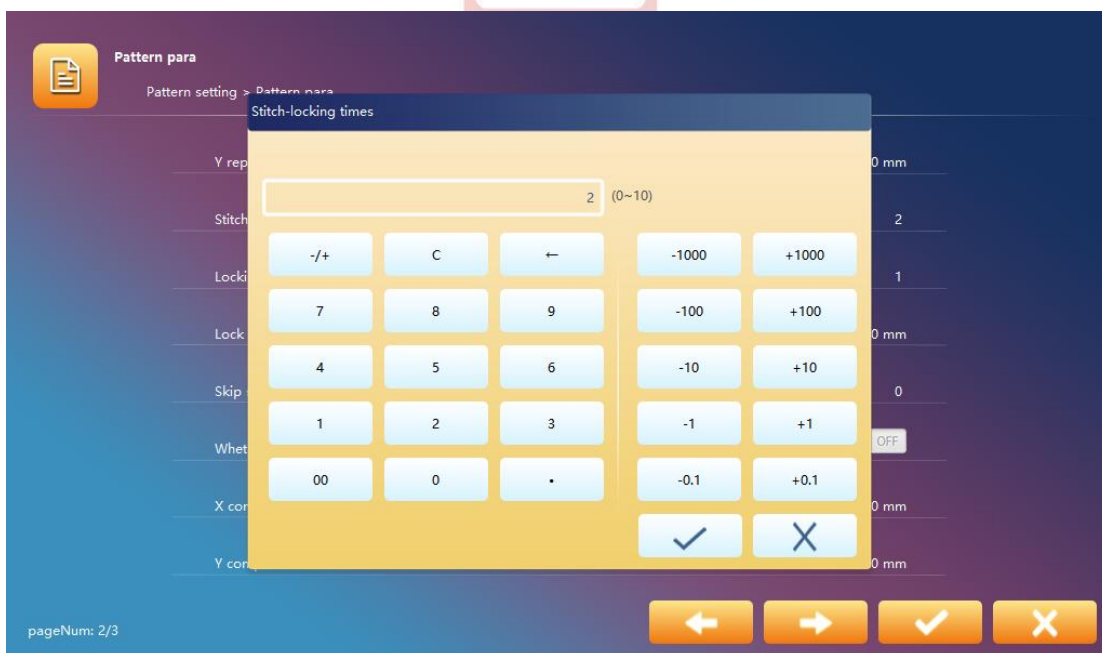 Pattern para
Pattern setting > Pattern para
Stitch-locking times
Y rep
0 mm
2 (0~10)
Stitch
2
-/+ C ← -1000 +1000
Locki
1
7 8 9 -100 +100
Lock
0 mm
4 5 6 -10 +10
Skip
0
1 2 3 -1 +1
Whet
OFF
00 0 . -0.1 +0.1
X cor
0 mm
Y com
0 mm
pageNum: 2/3